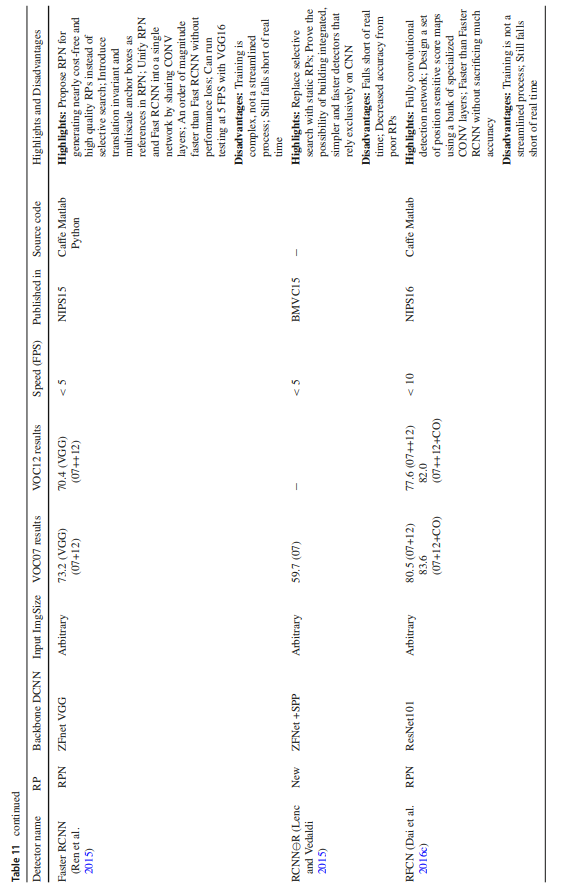 Table 11 continued
Detector name RP Backbone DCNN Input ImgSize VOC07 results VOC12 results Speed (FPS) Published in Source code Highlights and Disadvantages
Faster RCNN RPN ZFnet VGG Arbitrary 73.2 (VGG) 70.4 (VGG) < 5 NIPS15 Caffe Matlab Highlights: Propose RPN for
(Ren et al. (07+12) (07++12) Python generating nearly cost-free and
2015) high quality RPs instead of
selective search; Introduce
translation invariant and
multiscale anchor boxes as
references in RPN; Unify RPN
and Fast RCNN into a single
network by sharing CONV
layers; An order of magnitude
faster than Fast RCNN without
performance loss; Can run
testing at 5 FPS with VGG16
Disadvantages: Training is
complex, not a streamlined
process; Still falls short of real
time
RCNN⊖R (Lenc New ZFNet +SPP Arbitrary 59.7 (07) – < 5 BMVC15 – Highlights: Replace selective
and Vedaldi search with static RPs; Prove the
2015) possibility of building integrated,
simpler and faster detectors that
rely exclusively on CNN
Disadvantages: Falls short of real
time; Decreased accuracy from
poor RPs
RFCN (Dai et al. RPN ResNet101 Arbitrary 80.5 (07+12) 77.6 (07++12) < 10 NIPS16 Caffe Matlab Highlights: Fully convolutional
2016c) 83.6 82.0 detection network; Design a set
(07+12+CO) (07++12+CO) of position sensitive score maps
using a bank of specialized
CONV layers; Faster than Faster
RCNN without sacrificing much
accuracy
Disadvantages: Training is not a
streamlined process; Still falls
short of real time